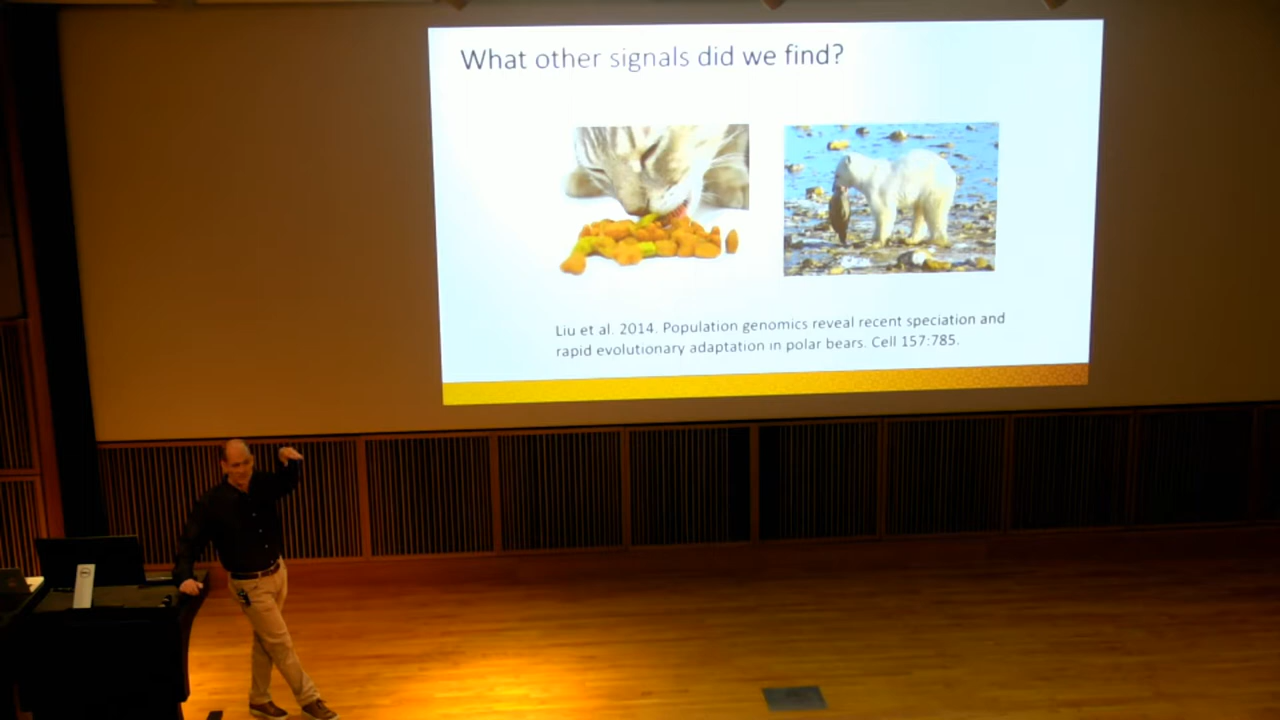 What other signals did we find?
Liu et al. 2014. Population genomics reveal recent speciation and
rapid evolutionary adaptation in polar bears. Cell 157:785.